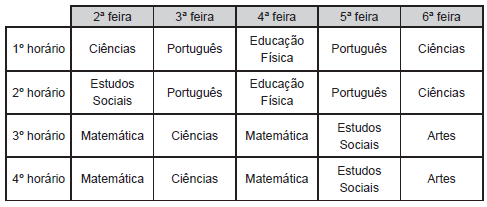 2ª feira 3ª feira 4ª feira 5ª feira 6ª feira
1º horário Ciências Português Educação Física Português Ciências
2º horário Estudos Sociais Português Educação Física Português Ciências
3º horário Matemática Ciências Matemática Estudos Sociais Artes
4º horário Matemática Ciências Matemática Estudos Sociais Artes